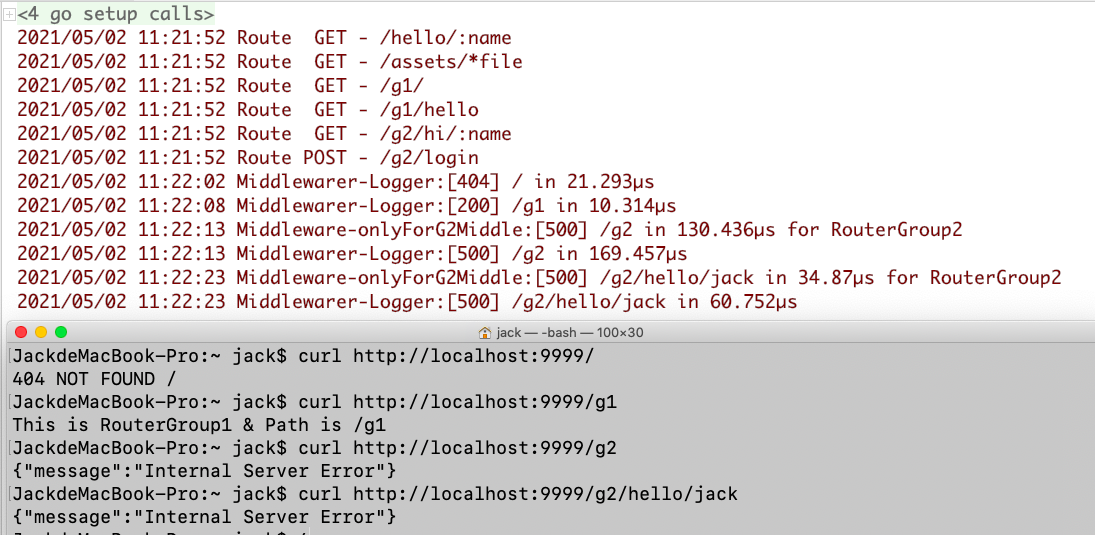 <4 go setup calls>
2021/05/02 11:21:52 Route  GET - /hello/:name
2021/05/02 11:21:52 Route  GET - /assets/*file
2021/05/02 11:21:52 Route  GET - /g1/
2021/05/02 11:21:52 Route  GET - /g1/hello
2021/05/02 11:21:52 Route  GET - /g2/hi/:name
2021/05/02 11:21:52 Route POST - /g2/login
2021/05/02 11:22:02 Middlewarer-Logger:[404] / in 21.293µs
2021/05/02 11:22:08 Middlewarer-Logger:[200] /g1 in 10.314µs
2021/05/02 11:22:13 Middleware-onlyForG2Middle:[500] /g2 in 130.436µs for RouterGroup2
2021/05/02 11:22:13 Middlewarer-Logger:[500] /g2 in 169.457µs
2021/05/02 11:22:23 Middleware-onlyForG2Middle:[500] /g2/hello/jack in 34.87µs for RouterGroup2
2021/05/02 11:22:23 Middlewarer-Logger:[500] /g2/hello/jack in 60.752µs
jack — -bash — 100×30
JackdeMacBook-Pro:~ jack$ curl http://localhost:9999/
404 NOT FOUND /
JackdeMacBook-Pro:~ jack$ curl http://localhost:9999/g1
This is RouterGroup1 & Path is /g1
JackdeMacBook-Pro:~ jack$ curl http://localhost:9999/g2
{"message":"Internal Server Error"}
JackdeMacBook-Pro:~ jack$ curl http://localhost:9999/g2/hello/jack
{"message":"Internal Server Error"}